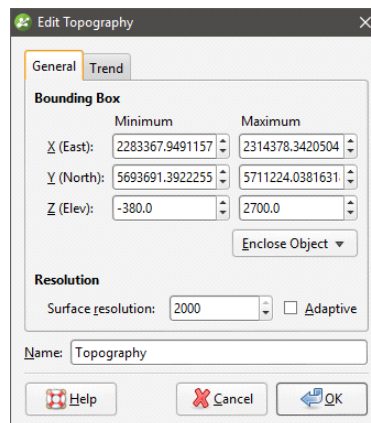 Edit Topography
General Trend
Bounding Box
Minimum Maximum
X (East): 2283367.9491157 2314378.3420504
Y (North): 5693691.3922255 5711224.0381631
Z (Elev): -380.0 2700.0
Enclose Object
Resolution
Surface resolution: 2000 Adaptive
Name: Topography
Help Cancel OK